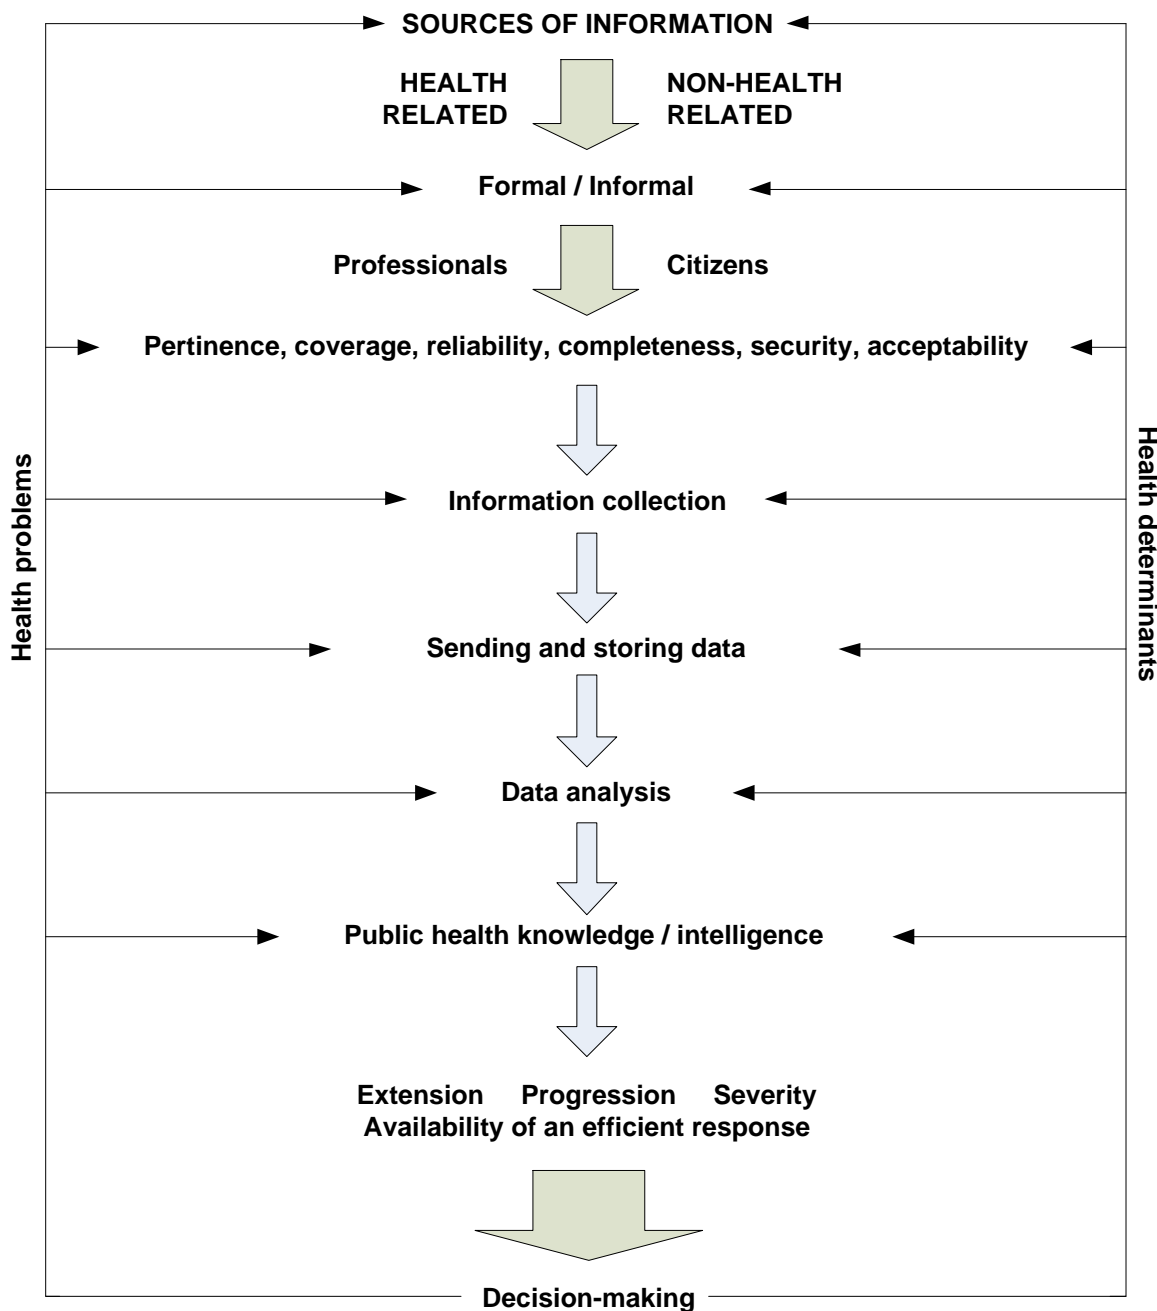 SOURCES OF INFORMATION
HEALTH
RELATED
NON-HEALTH
RELATED
Formal / Informal
Professionals
Citizens
Pertinence, coverage, reliability, completeness, security, acceptability
Health problems
Health determinants
Information collection
Sending and storing data
Data analysis
Public health knowledge / intelligence
Extension Progression Severity
Availability of an efficient response
Decision-making